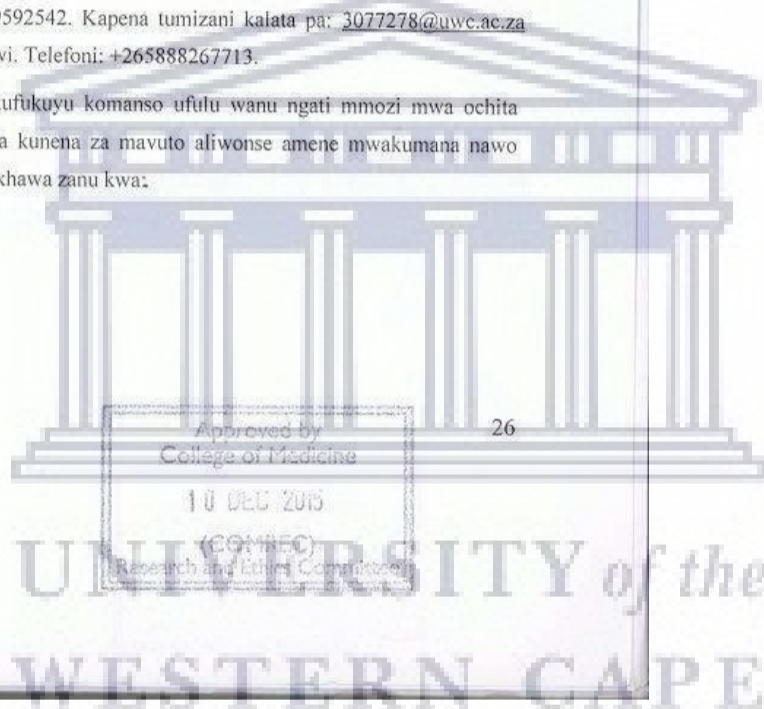 592542. Kapena tumizani kalata pa: 3077278@uwc.ac.za
vi. Telefoni: +265888267713.
ufukuyu komanso ufulu wanu ngati mmozi mwa ochita
a kunena za mavuto aliwonse amene mwakumana nawo
khawa zanu kwa:
26
Approved by
College of Medicine
10 DEC 2015
(COMREC)
Research and Ethics Committee
UNIVERSITY of the
WESTERN CAPE